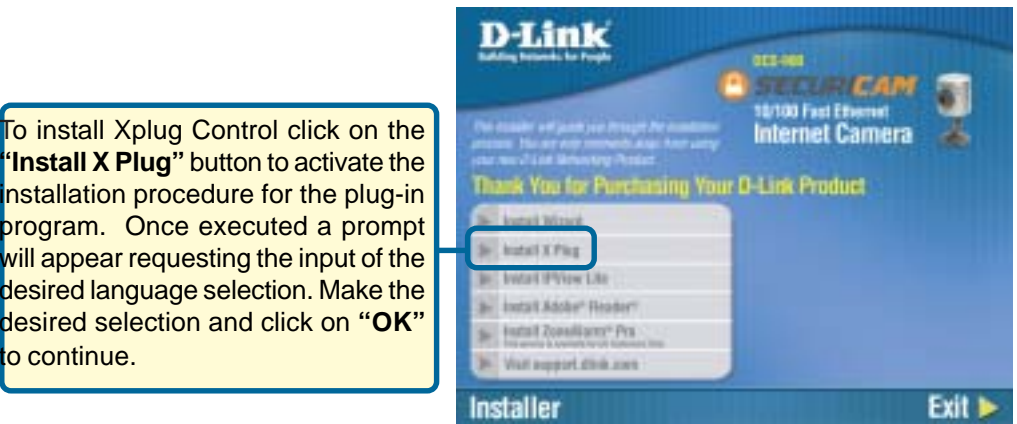 To install Xplug Control click on the
“Install X Plug” button to activate the
installation procedure for the plug-in
program. Once executed a prompt
will appear requesting the input of the
desired language selection. Make the
desired selection and click on “OK”
to continue.
D-Link
Building Networks for People
SECURICAM
10/100 Fast Ethernet
Internet Camera
Thank You for Purchasing Your D-Link Product
Install Wizard
Install X Plug
Install IPView Lite
Install Adobe® Reader®
Install ZoneAlarm® Pro
Visit support.dlink.com
Installer
Exit